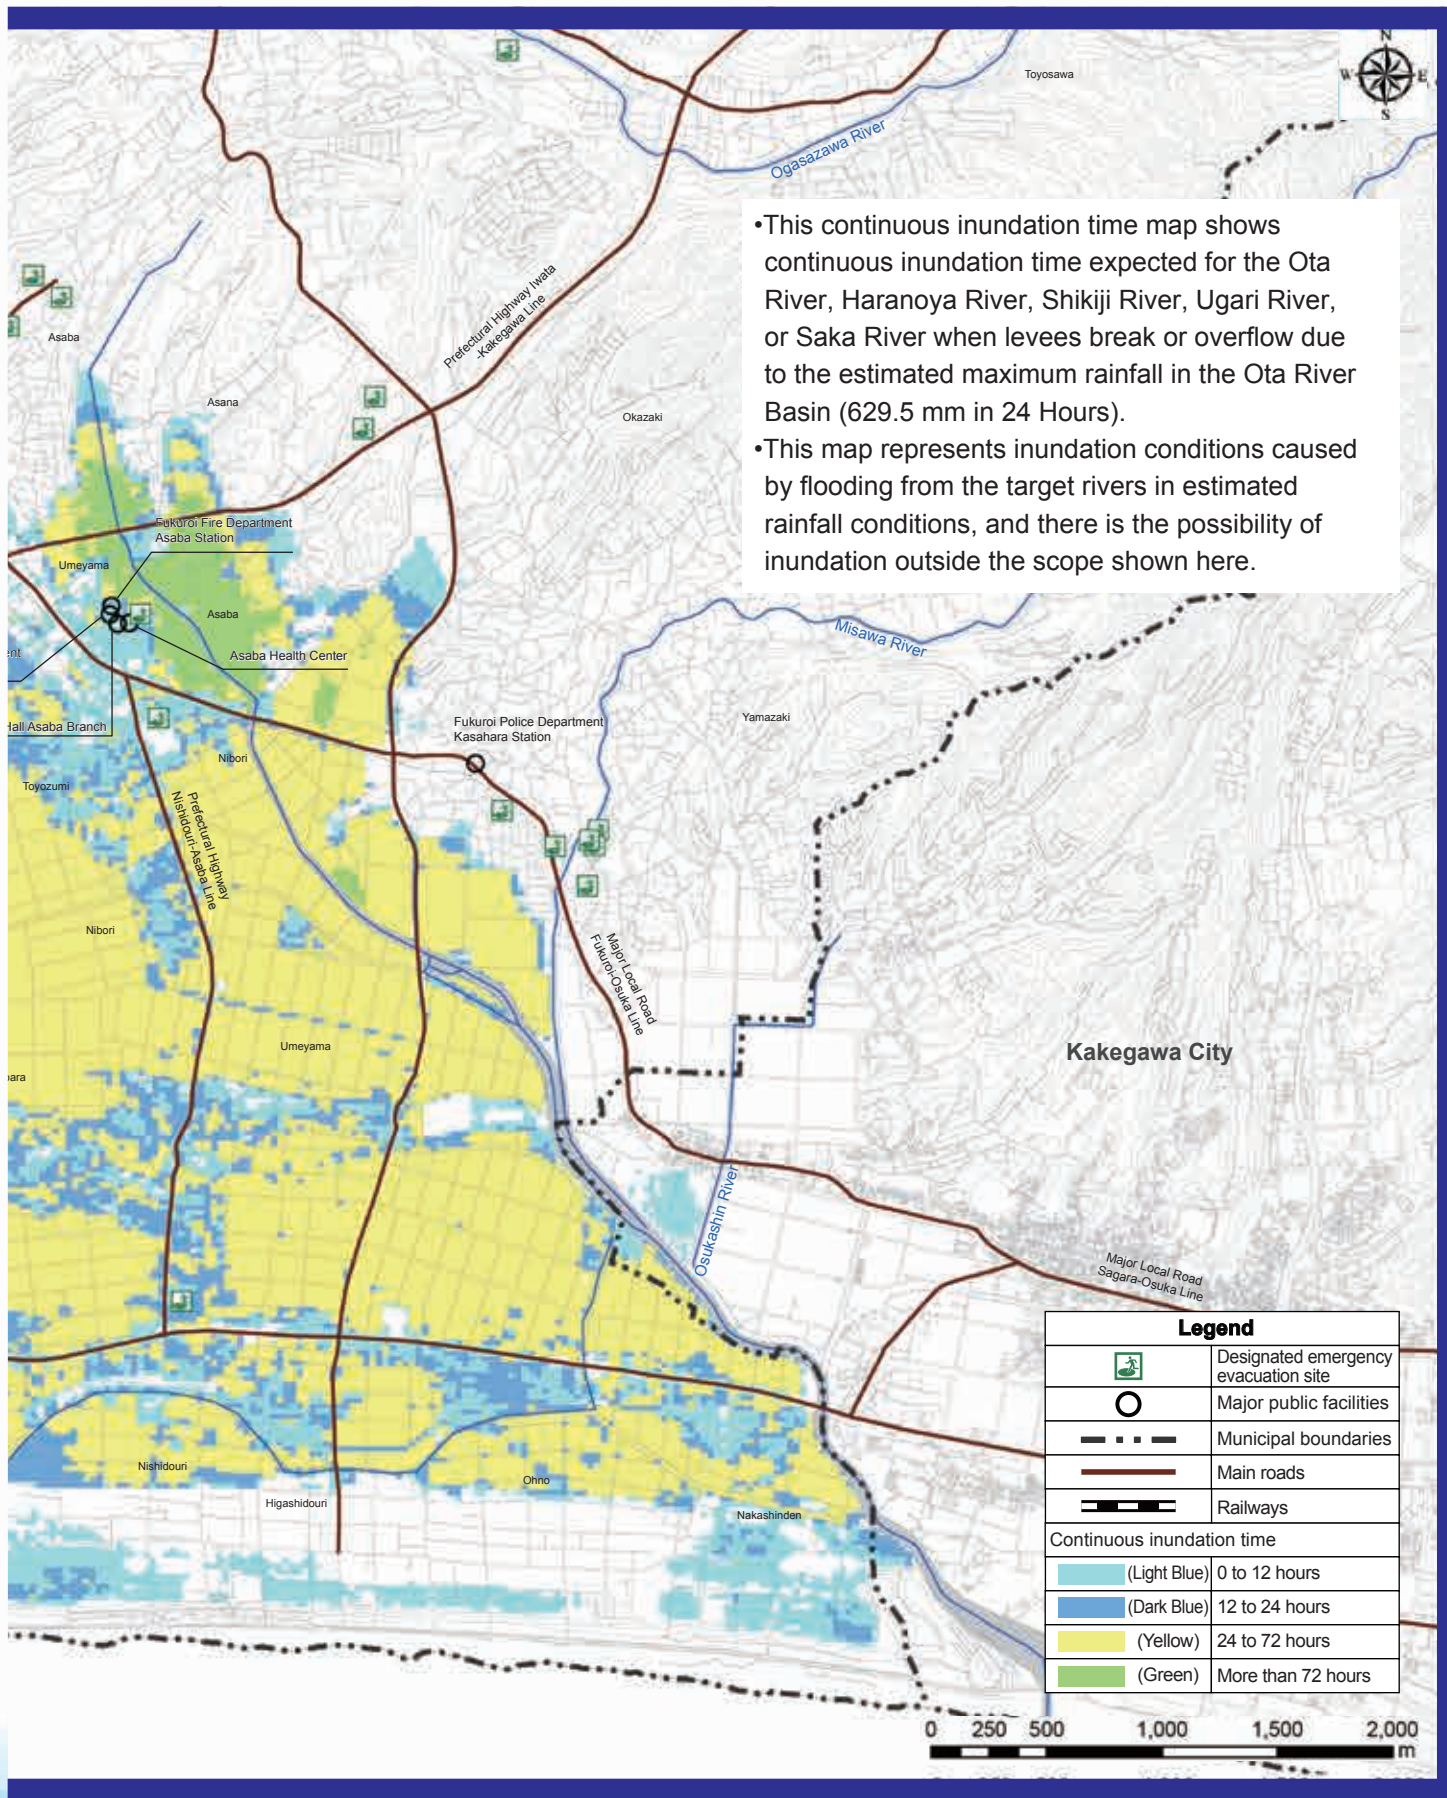 N
W
E
S
Toyosawa
Ogasazawa River
•This continuous inundation time map shows
continuous inundation time expected for the Ota
River, Haranoya River, Shikiji River, Ugari River,
or Saka River when levees break or overflow due
to the estimated maximum rainfall in the Ota River
Basin (629.5 mm in 24 Hours).
•This map represents inundation conditions caused
by flooding from the target rivers in estimated
rainfall conditions, and there is the possibility of
inundation outside the scope shown here.
Prefectural Highway Iwata
-Kakegawa Line
Asaba
Asana
Okazaki
Fukuroi Fire Department
Asaba Station
Umeyama
Asaba
Misawa River
ent
Asaba Health Center
Hall Asaba Branch
Fukuroi Police Department
Kasahara Station
Yamazaki
Nibori
Toyozumi
Prefectural Highway
Nishidouri-Asaba Line
Nibori
Major Local Road
Fukuroi-Osuka Line
Umeyama
Kakegawa City
para
Osukashin River
Major Local Road
Sagara-Osuka Line
Nishidouri
Ohno
Higashidouri
Nakashinden
Legend
Designated emergency
evacuation site
Major public facilities
Municipal boundaries
Main roads
Railways
Continuous inundation time
(Light Blue) 0 to 12 hours
(Dark Blue) 12 to 24 hours
(Yellow) 24 to 72 hours
(Green) More than 72 hours
0 250 500 1,000 1,500 2,000
m